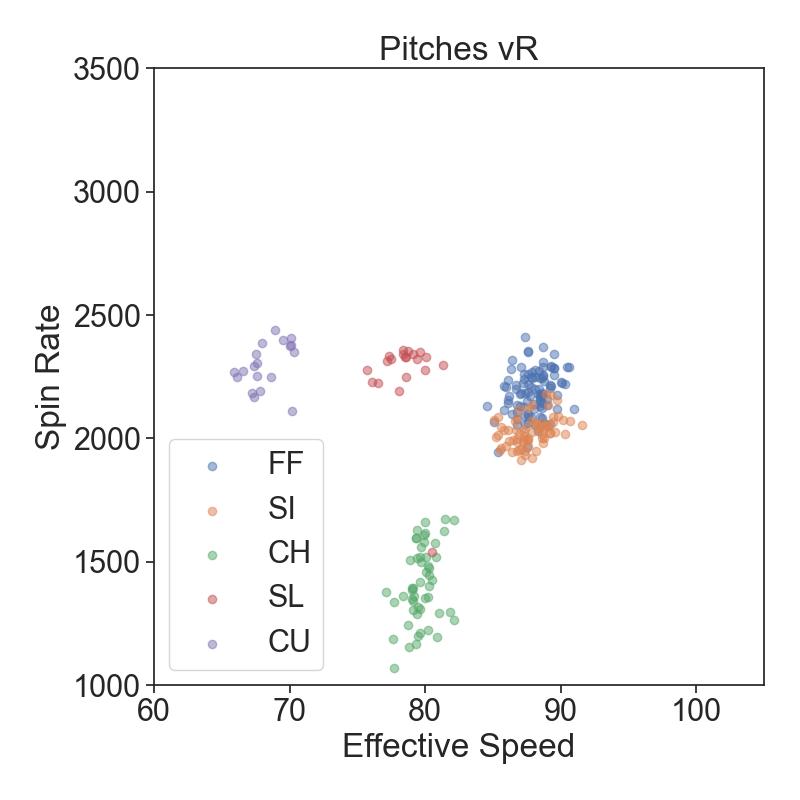 Pitches vR
3500
3000
2500
2000
1500
1000
Spin Rate
FF
SI
CH
SL
CU
60 70 80 90 100
Effective Speed